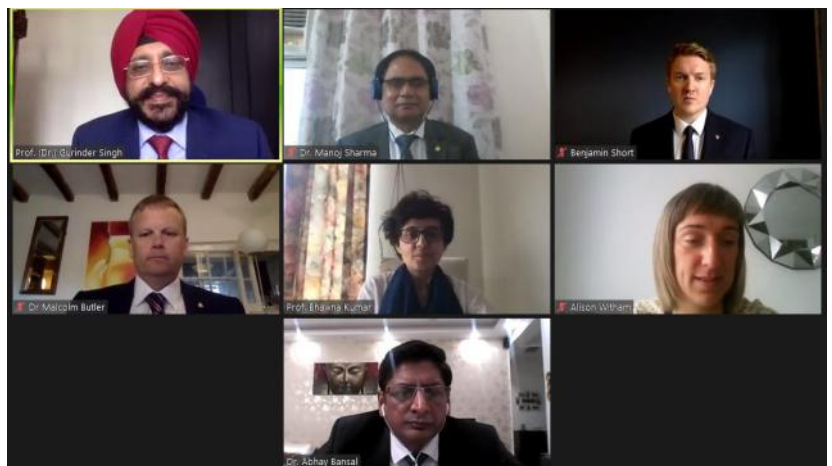 Prof. (Dr.) Gurinder Singh
Dr. Manoj Sharma
Benjamin Short
Dr Malcolm Butler
Prof. Bhawna Kumar
Alison Witham
Dr. Abhay Bansal